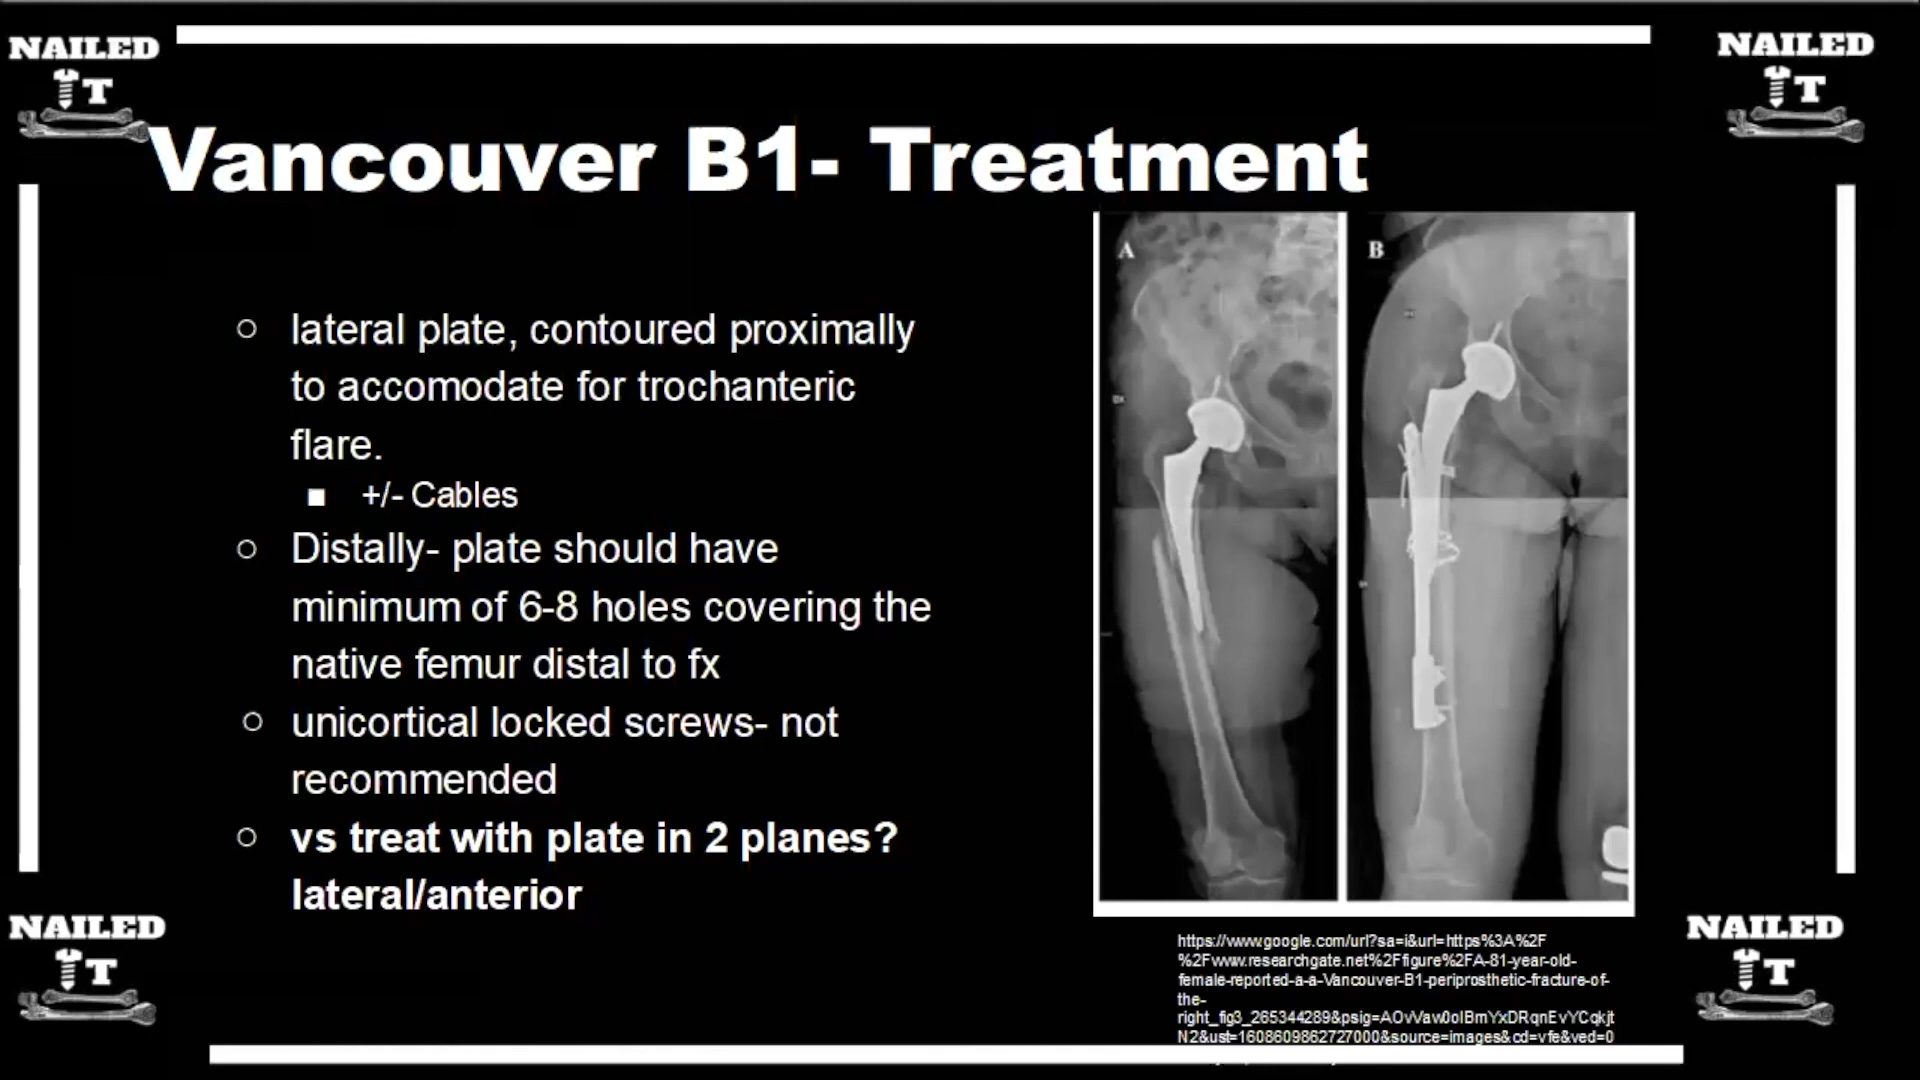 NAILED
IT
NAILED
IT
Vancouver B1- Treatment
A
B
○ lateral plate, contoured proximally
to accomodate for trochanteric
flare.
■ +/- Cables
○ Distally- plate should have
minimum of 6-8 holes covering the
native femur distal to fx
○ unicortical locked screws- not
recommended
○ vs treat with plate in 2 planes?
lateral/anterior
https://www.google.com/url?sa=i&url=https%3A%2F
%2Fwww.researchgate.net%2Ffigure%2FA-81-year-old-
female-reported-a-a-Vancouver-B1-periprosthetic-fracture-of-
the-
right_fig3_265344289&psig=AOvVaw0oIBmYxDRqnEvYCqkjt
N2&ust=1608609862727000&source=images&cd=vfe&ved=0
NAILED
IT
NAILED
IT